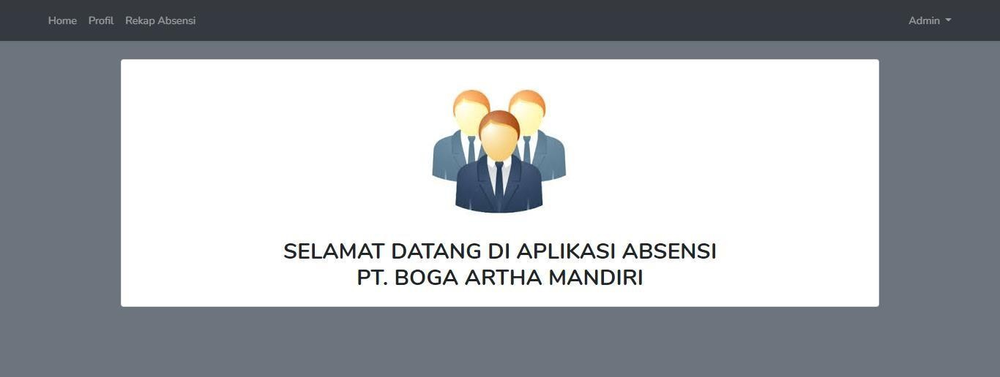 Home Profil Rekap Absensi Admin
SELAMAT DATANG DI APLIKASI ABSENSI
PT. BOGA ARTHA MANDIRI